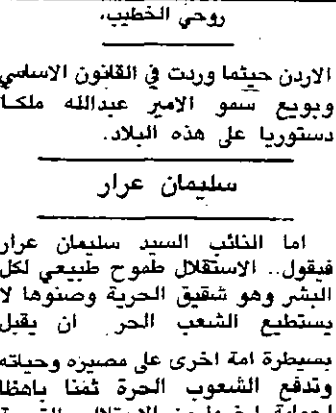 روحي الخطيب.
الاردن حيثما وردت في القانون الاساسي
وبويع سمو الامير عبدالله ملكا
دستوريا على هذه البلاد.
سليمان عرار
اما النائب السيد سليمان عرار
فيقول.. الاستقلال طموح طبيعي لكل
البشر وهو شقيق الحرية وصنوها لا
يستطيع الشعب الحر ان يقبل
بسيطرة امة اخرى على مصيره وحياته
وتدفع الشعوب الحرة ثمنا باهظا